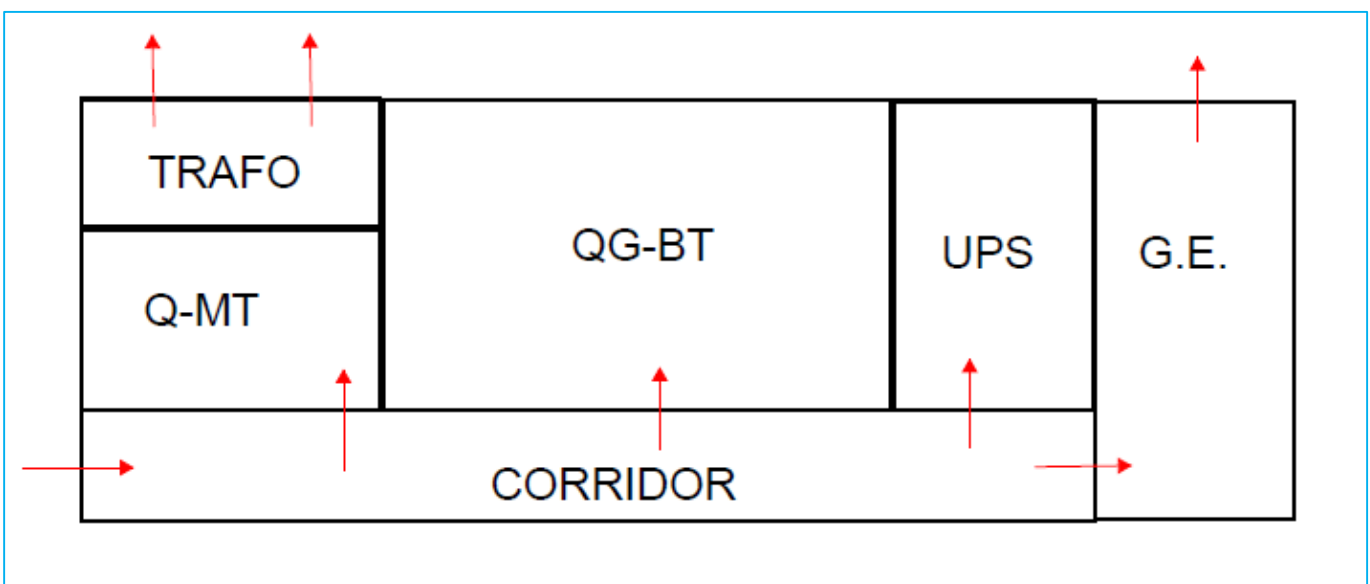 TRAFO
Q-MT
QG-BT
UPS
G.E.
CORRIDOR